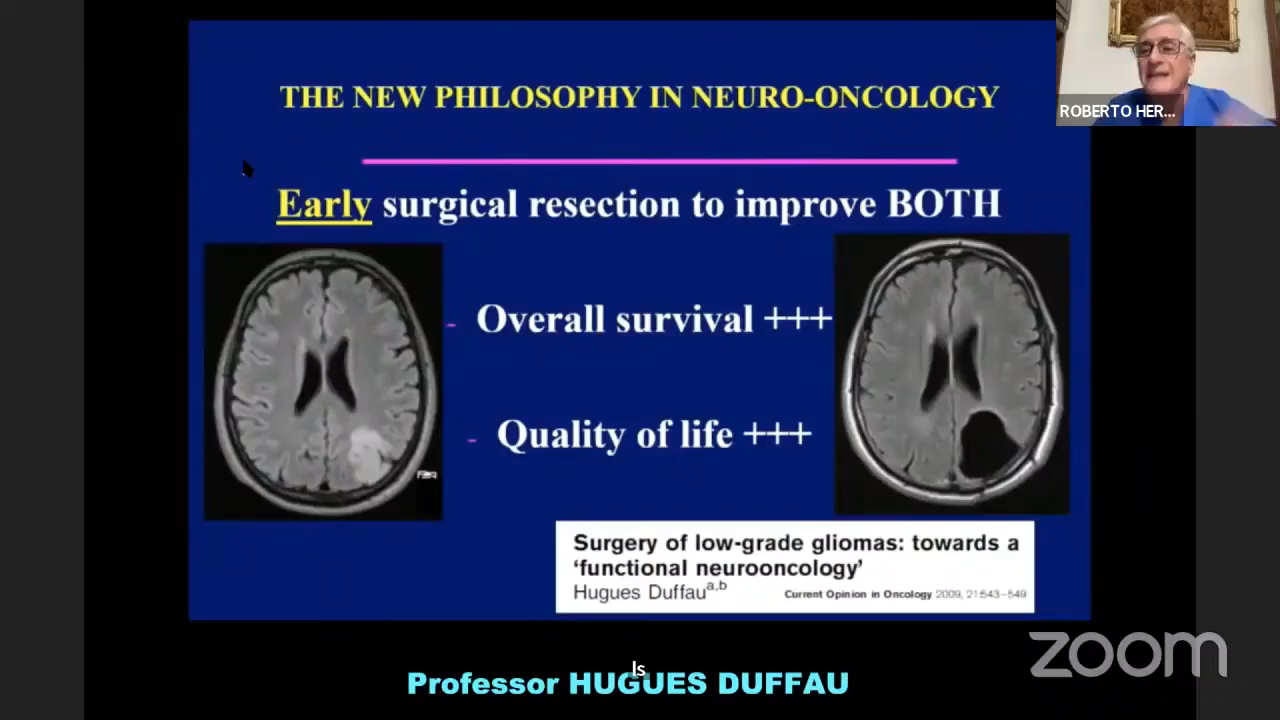 THE NEW PHILOSOPHY IN NEURO-ONCOLOGY
ROBERTO HER...
Early surgical resection to improve BOTH
- Overall survival +++
- Quality of life +++
Surgery of low-grade gliomas: towards a
‘functional neurooncology’
Hugues Duffau a,b
Current Opinion in Oncology 2009, 21:543–549
zoom
Is
Professor HUGUES DUFFAU